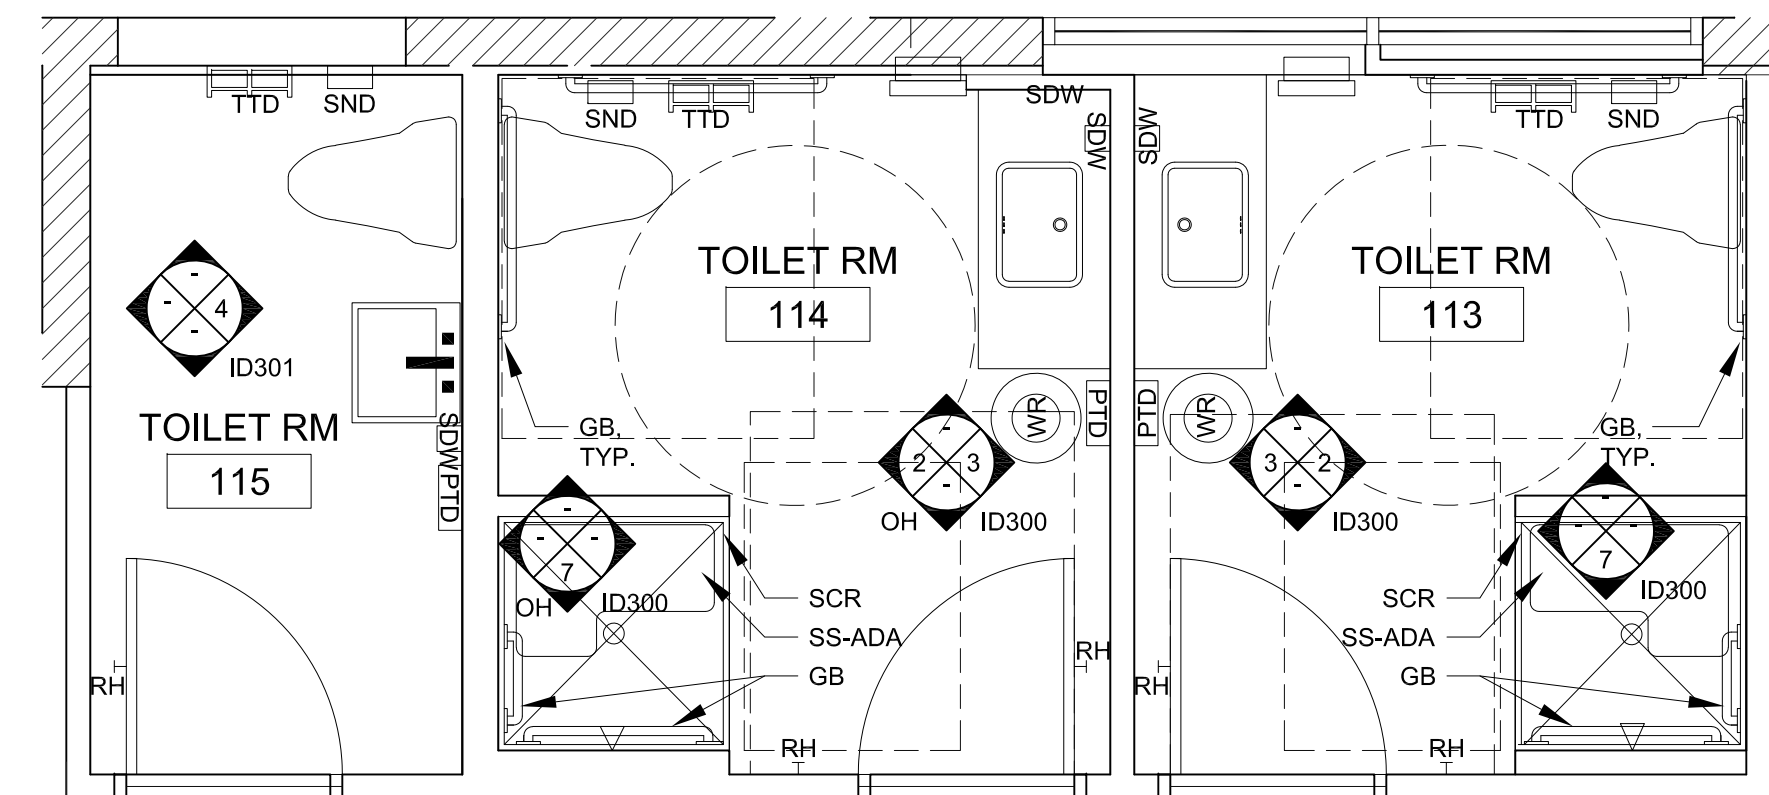 TTD
SND
SND
TTD
SDW
SDW
SDW
TTD
SND
TOILET RM
114
TOILET RM
113
-
-
4
-
ID301
TOILET RM
115
SDW
PTD
GB,
TYP.
WR
PTD
PTD
WR
GB,
TYP.
-
2
3
-
OH
ID300
-
3
2
-
ID300
-
-
-
7
OH
ID300
-
-
-
7
ID300
SCR
SS-ADA
GB
SCR
SS-ADA
GB
RH
RH
RH
RH
RH